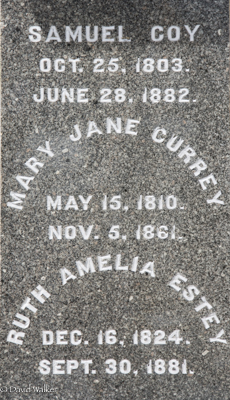 SAMUEL COY
OCT. 25, 1803.
JUNE 28, 1882.
MARY JANE CURREY
MAY. 15, 1810.
NOV. 5, 1861.
RUTH AMELIA ESTEY
DEC. 16, 1824.
SEPT. 30, 1881.
© David Walker